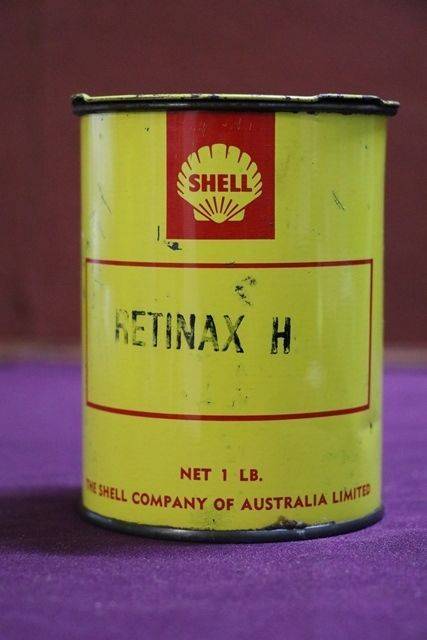 SHELL
RETINAX H
NET 1 LB.
THE SHELL COMPANY OF AUSTRALIA LIMITED